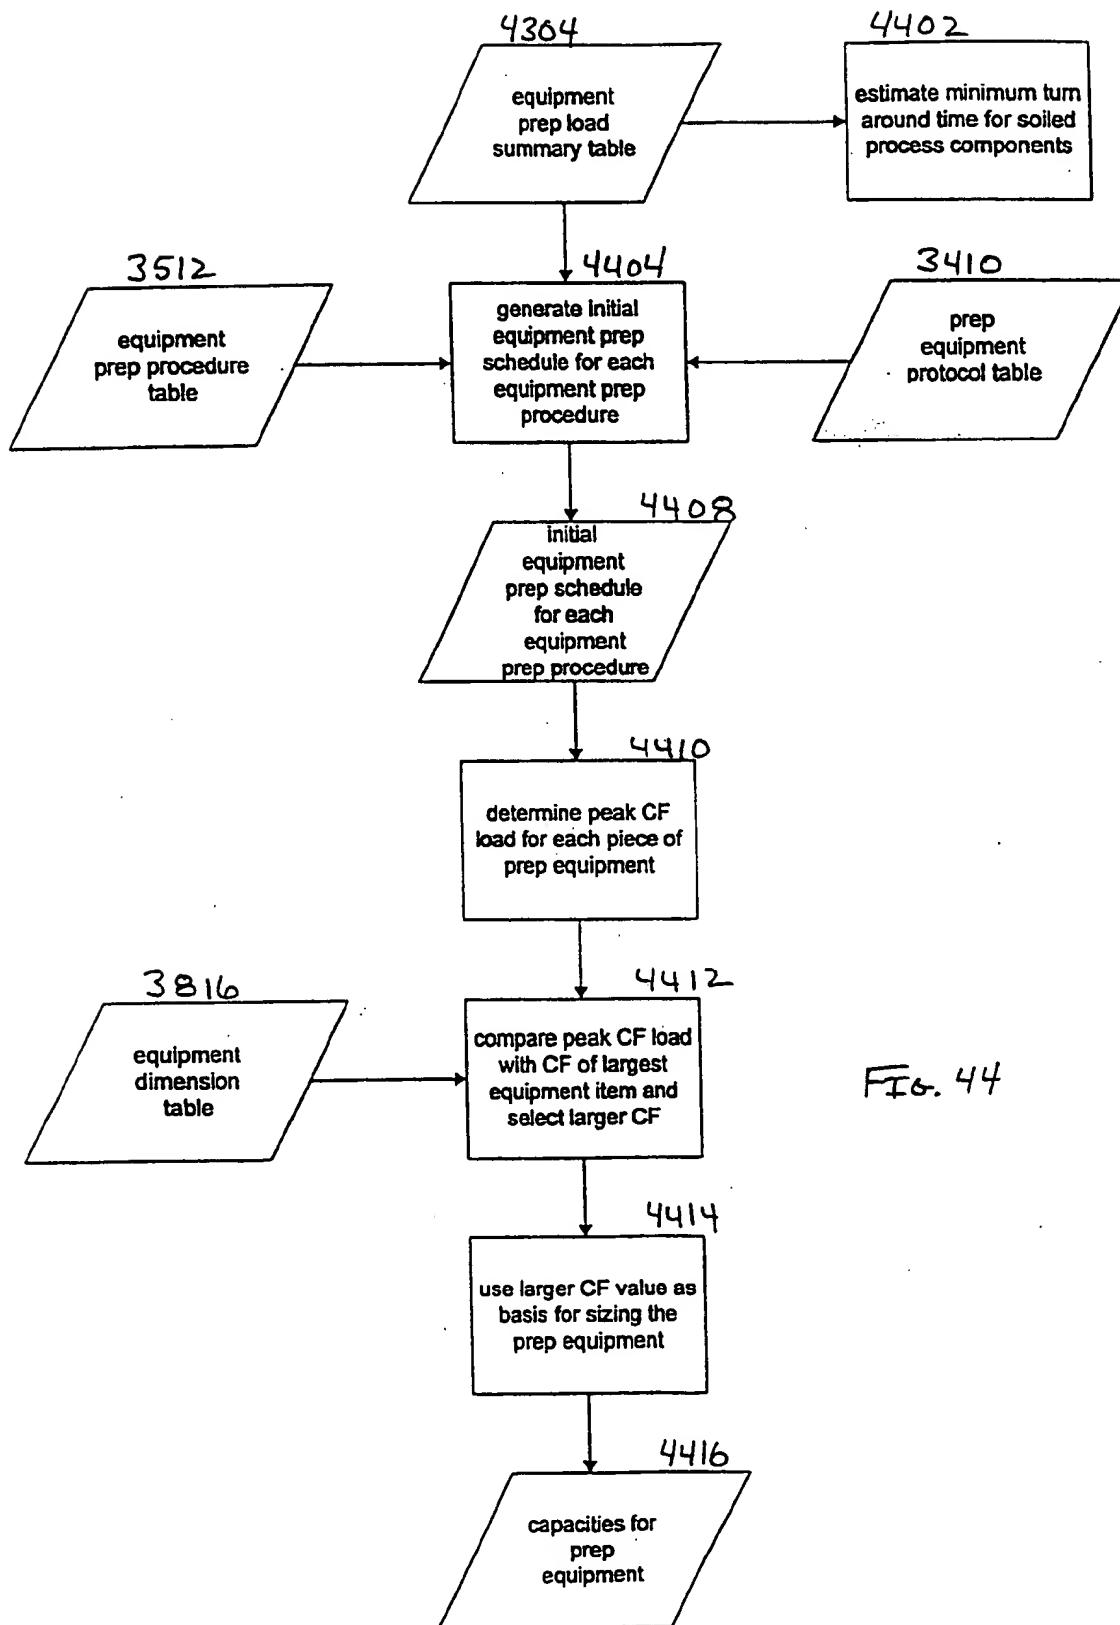 4304
equipment
prep load
summary table
4402
estimate minimum turn
around time for soiled
process components
3512
equipment
prep procedure
table
4404
generate initial
equipment prep
schedule for each
equipment prep
procedure
3410
prep
equipment
protocol table
4408
initial
equipment
prep schedule
for each
equipment
prep procedure
4410
determine peak CF
load for each piece of
prep equipment
3816
equipment
dimension
table
4412
compare peak CF load
with CF of largest
equipment item and
select larger CF
FIG. 44
4414
use larger CF value as
basis for sizing the
prep equipment
4416
capacities for
prep
equipment